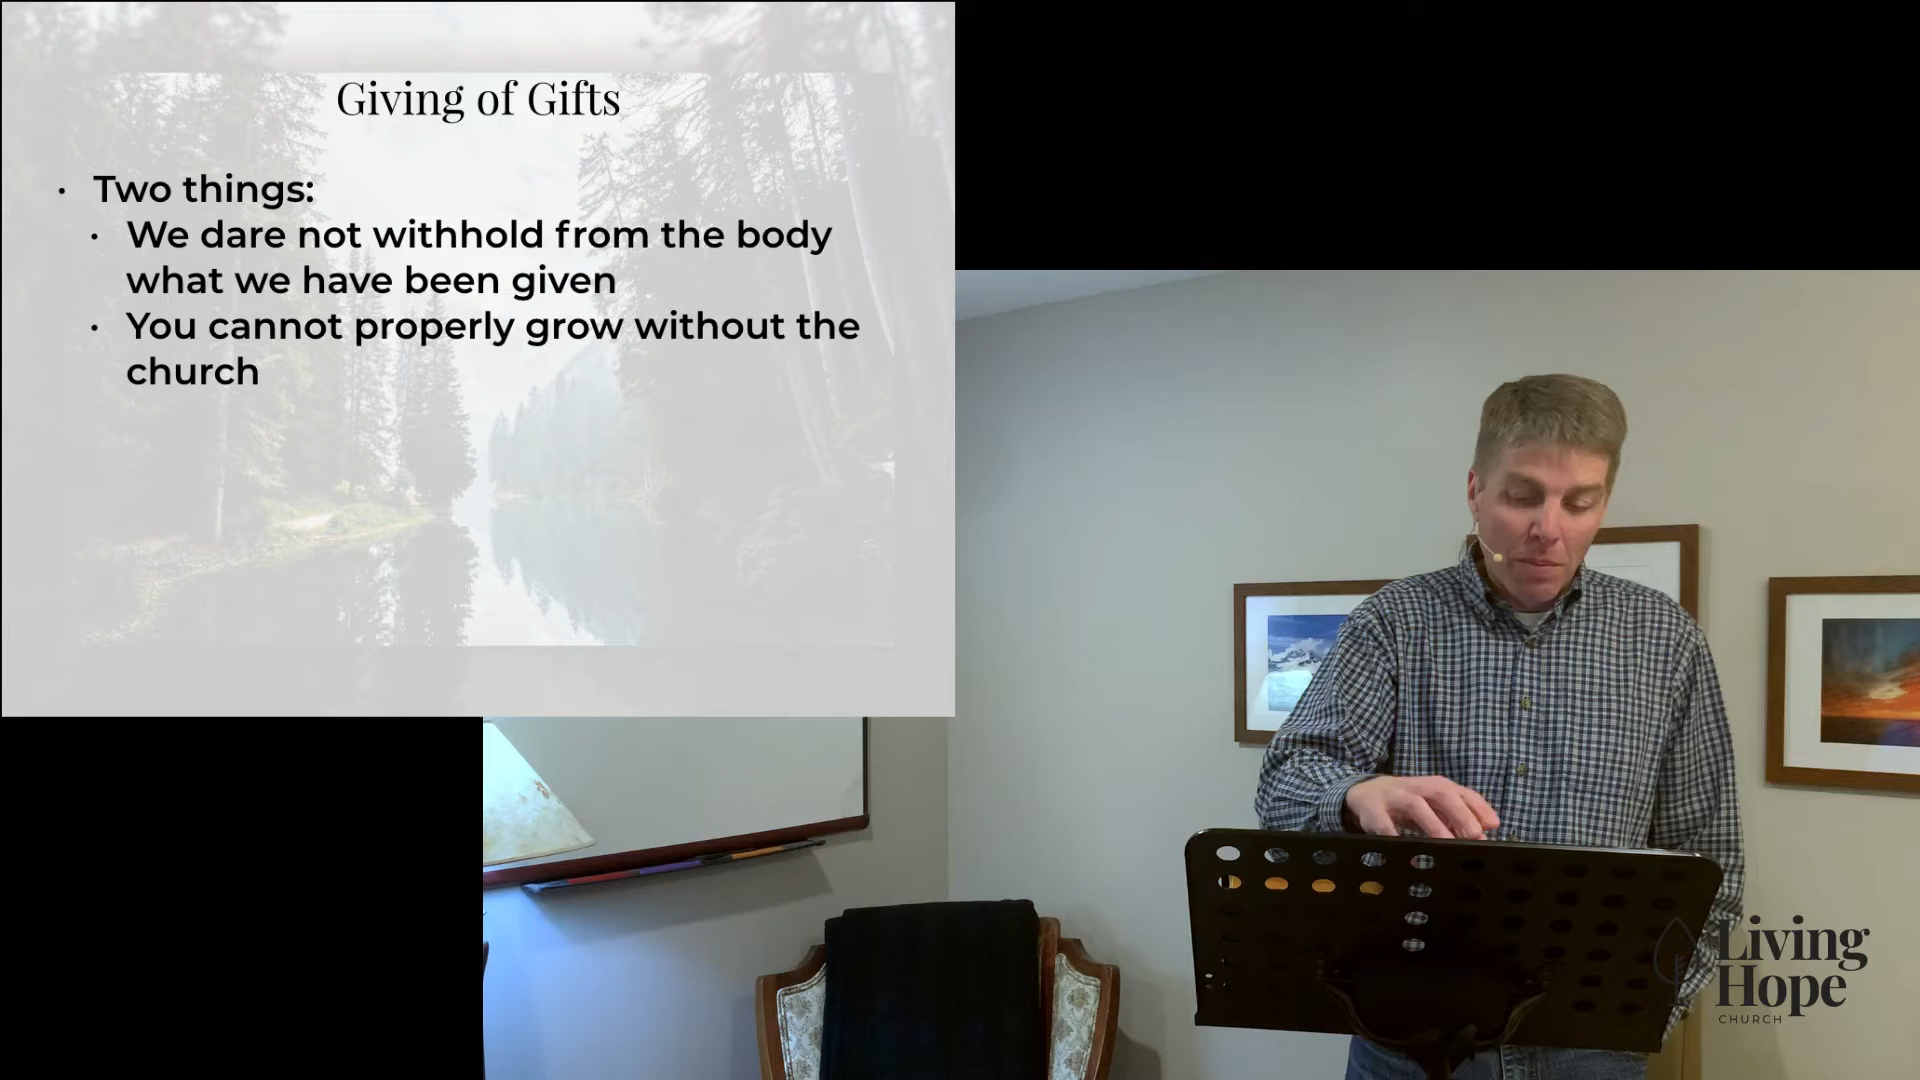 Giving of Gifts
• Two things:
• We dare not withhold from the body
what we have been given
• You cannot properly grow without the
church
Living
Hope
CHURCH